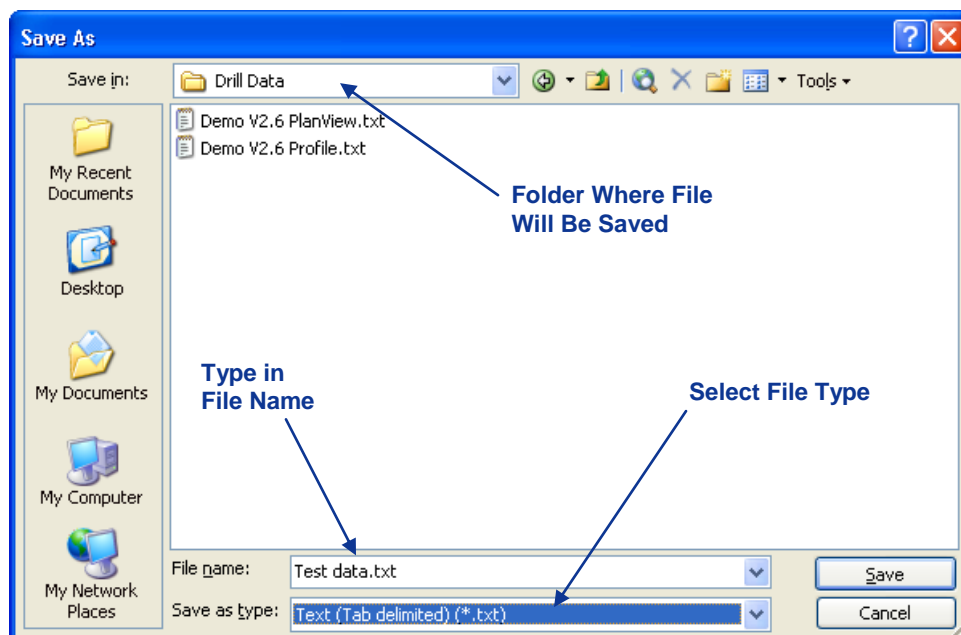 Save As
Save in:
Drill Data
Tools
Demo V2.6 PlanView.txt
Demo V2.6 Profile.txt
My Recent
Documents
Folder Where File
Will Be Saved
Desktop
My Documents
Type in
File Name
Select File Type
My Computer
My Network
Places
File name:
Test data.txt
Save
Save as type:
Text (Tab delimited) (*.txt)
Cancel